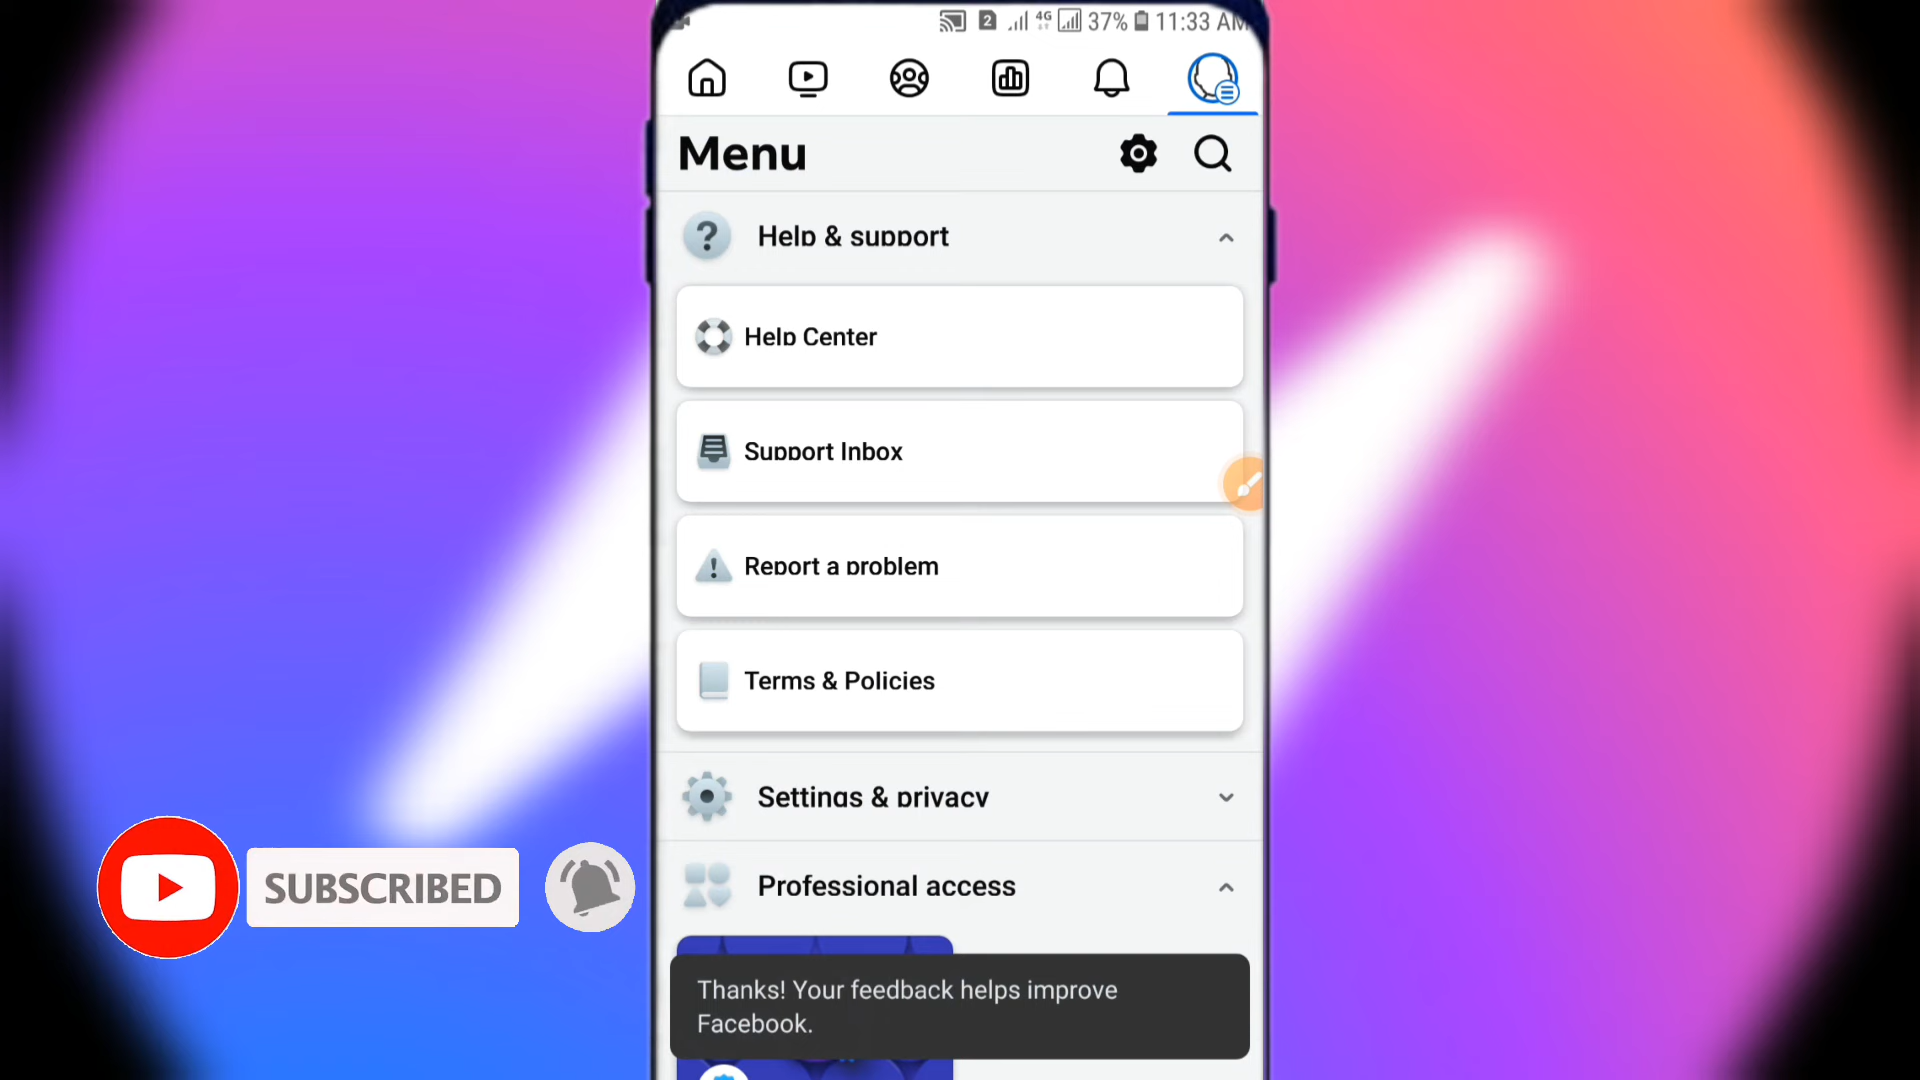 2 4G 37% 11:33 AM
Menu
Help & support
Help Center
Support Inbox
Report a problem
Terms & Policies
Settings & privacy
Professional access
SUBSCRIBED
Thanks! Your feedback helps improve
Facebook.